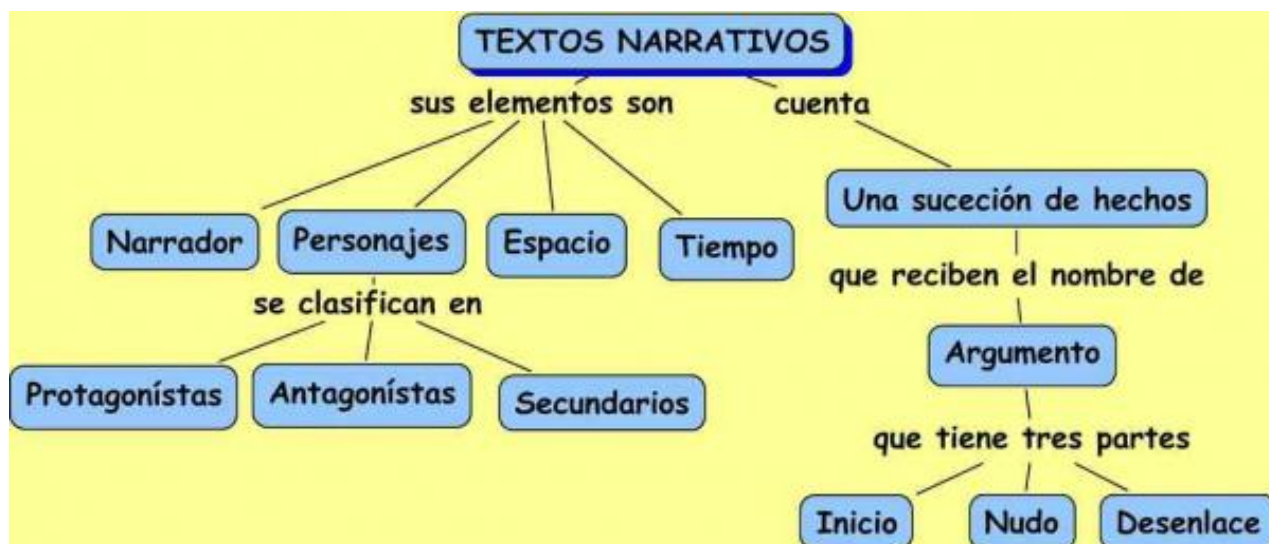 TEXTOS NARRATIVOS
sus elementos son
cuenta
Narrador
Personajes
Espacio
Tiempo
Una suceción de hechos
se clasifican en
que reciben el nombre de
Protagonístas
Antagonístas
Secundarios
Argumento
que tiene tres partes
Inicio
Nudo
Desenlace